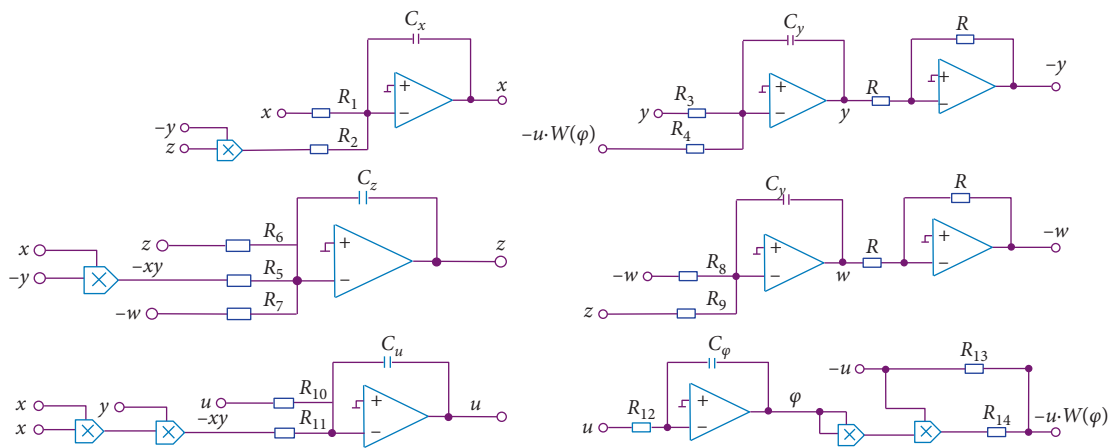 C_x
+
−
x
x
R_1
−y
z
×
R_2
C_y
+
−
y
R
R
+
−
−y
y
R_3
−u·W(φ)
R_4
C_z
+
−
z
z
R_6
x
−y
×
−xy
R_5
−w
R_7
C_y
+
−
w
R
R
+
−
−w
−w
R_8
z
R_9
C_u
+
−
u
u
R_10
x
x
×
y
×
−xy
R_11
C_φ
+
−
φ
u
R_12
−u
R_13
×
×
R_14
−u·W(φ)